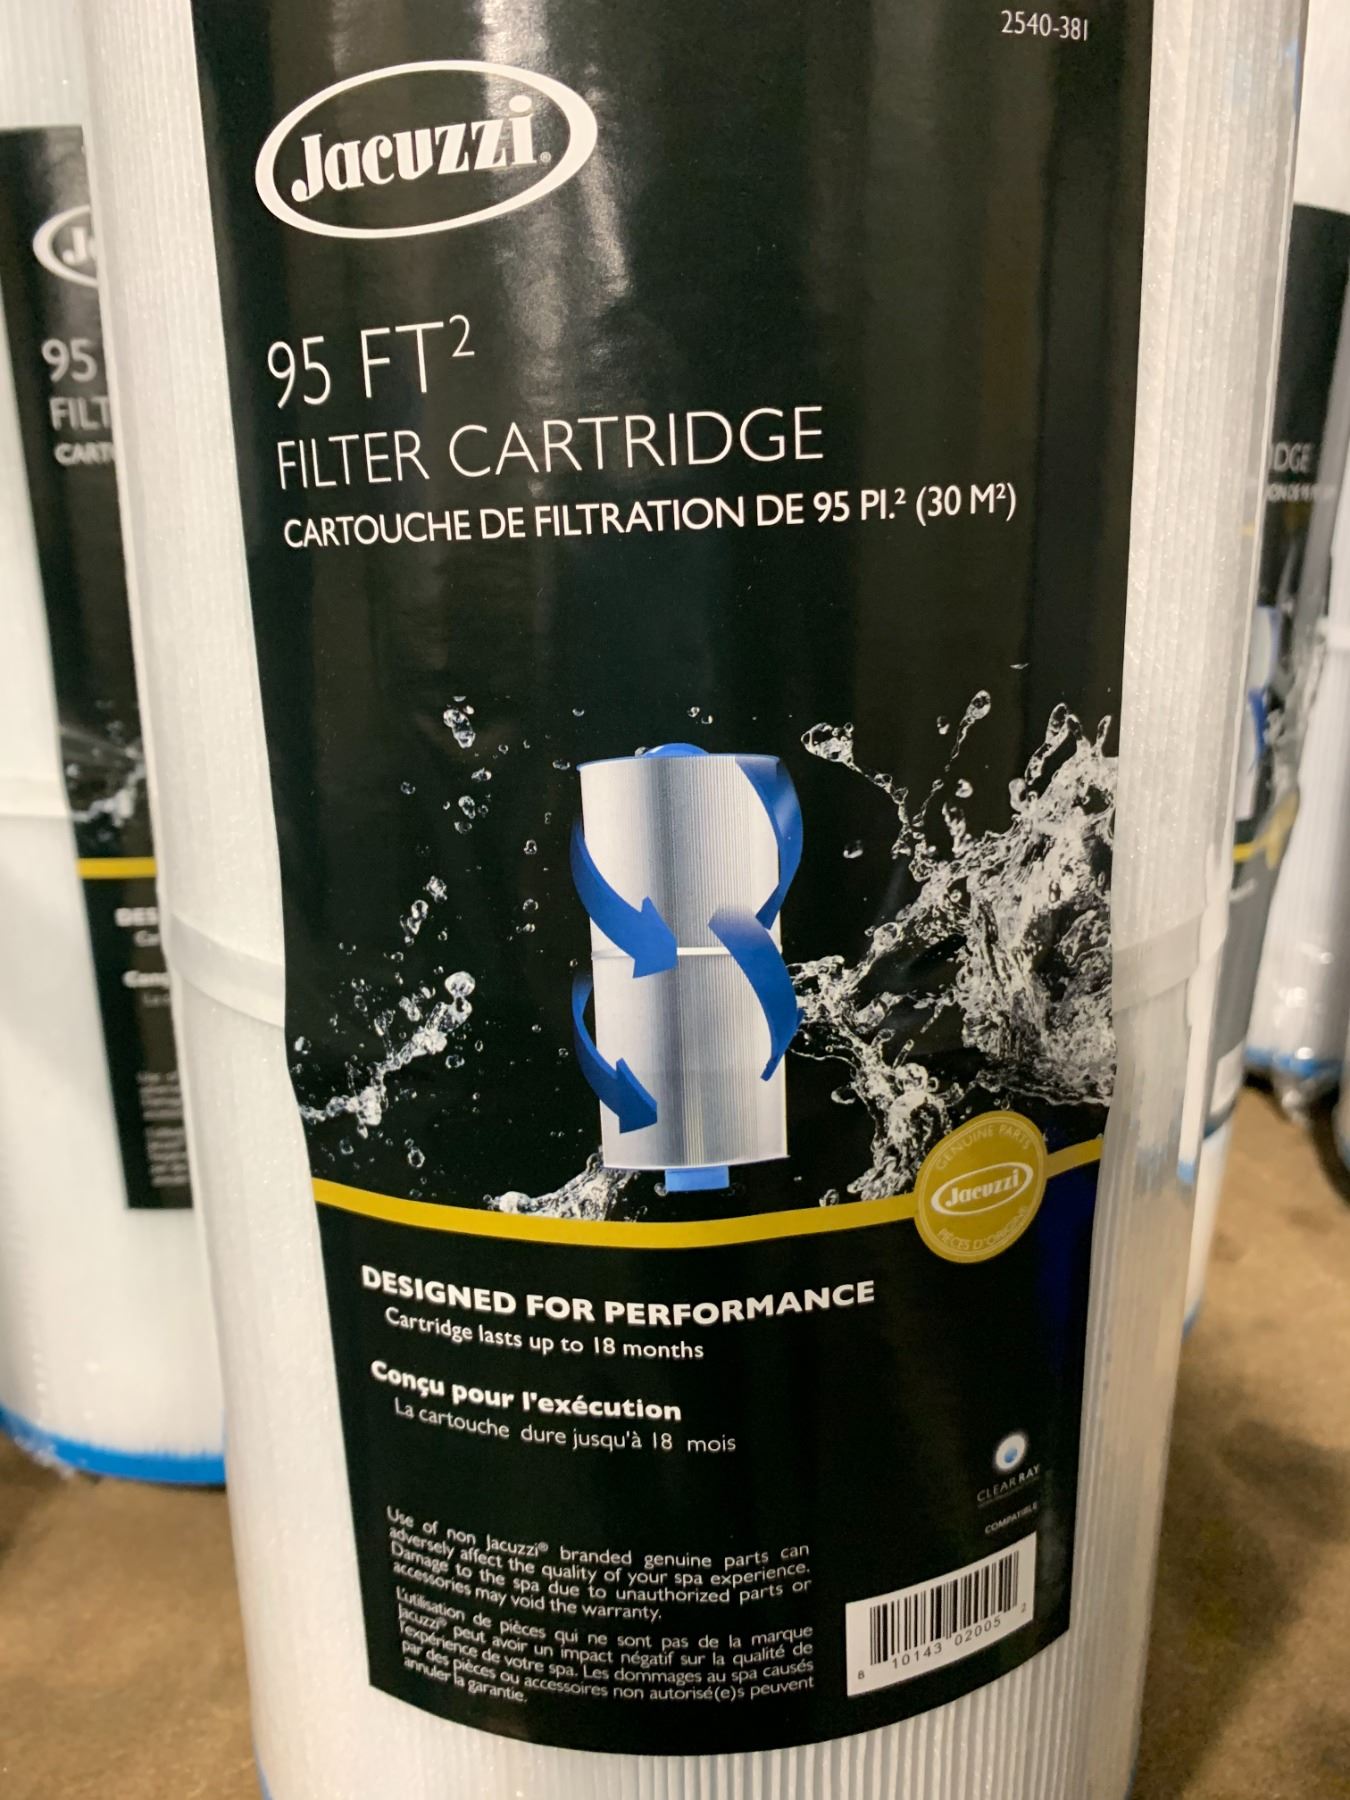 2540-381
Jacuzzi®
95 FT²
FILTER CARTRIDGE
CARTOUCHE DE FILTRATION DE 95 PI.² (30 M²)
GENUINE PARTS
Jacuzzi
PIÈCES D'ORIGINE
DESIGNED FOR PERFORMANCE
Cartridge lasts up to 18 months
Conçu pour l'exécution
La cartouche dure jusqu'à 18 mois
CLEARRAY
COMPATIBLE
Use of non Jacuzzi® branded genuine parts can
adversely affect the quality of your spa experience.
Damage to the spa due to unauthorized parts or
accessories may void the warranty.
L'utilisation de pièces qui ne sont pas de la marque
Jacuzzi® peut avoir un impact négatif sur la qualité de
l'expérience de votre spa. Les dommages au spa causés
par des pièces ou accessoires non autorisé(e)s peuvent
annuler la garantie.
8 10143 02005 2
95
FILT
CART
DES
IDGE